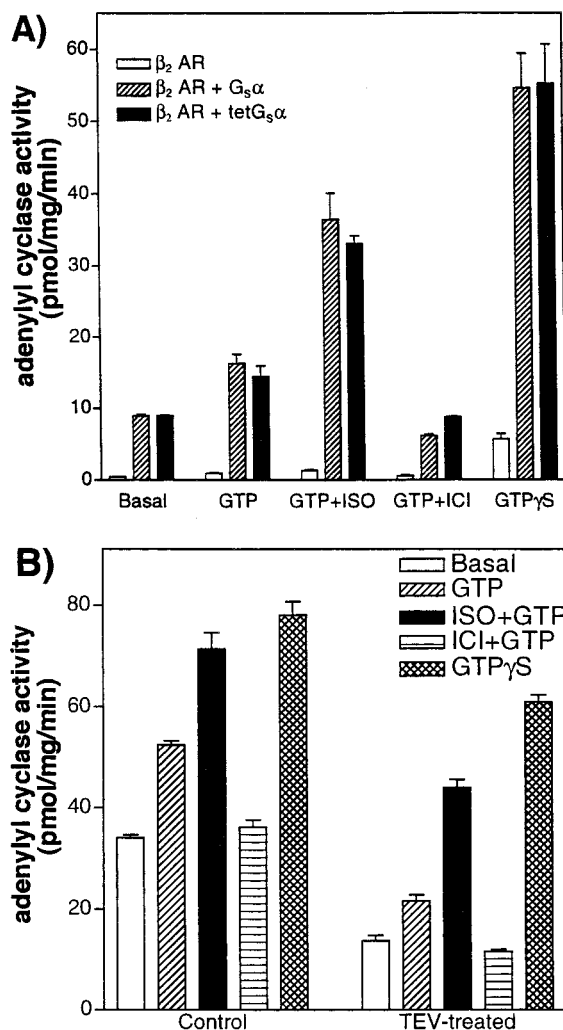 A)
β₂ AR
β₂ AR + Gₛα
β₂ AR + tetGₛα
adenylyl cyclase activity
(pmol/mg/min)
60
50
40
30
20
10
0
Basal GTP GTP+ISO GTP+ICI GTPγS
B)
Basal
GTP
ISO+GTP
ICI+GTP
GTPγS
adenylyl cyclase activity
(pmol/mg/min)
80
60
40
20
0
Control TEV-treated